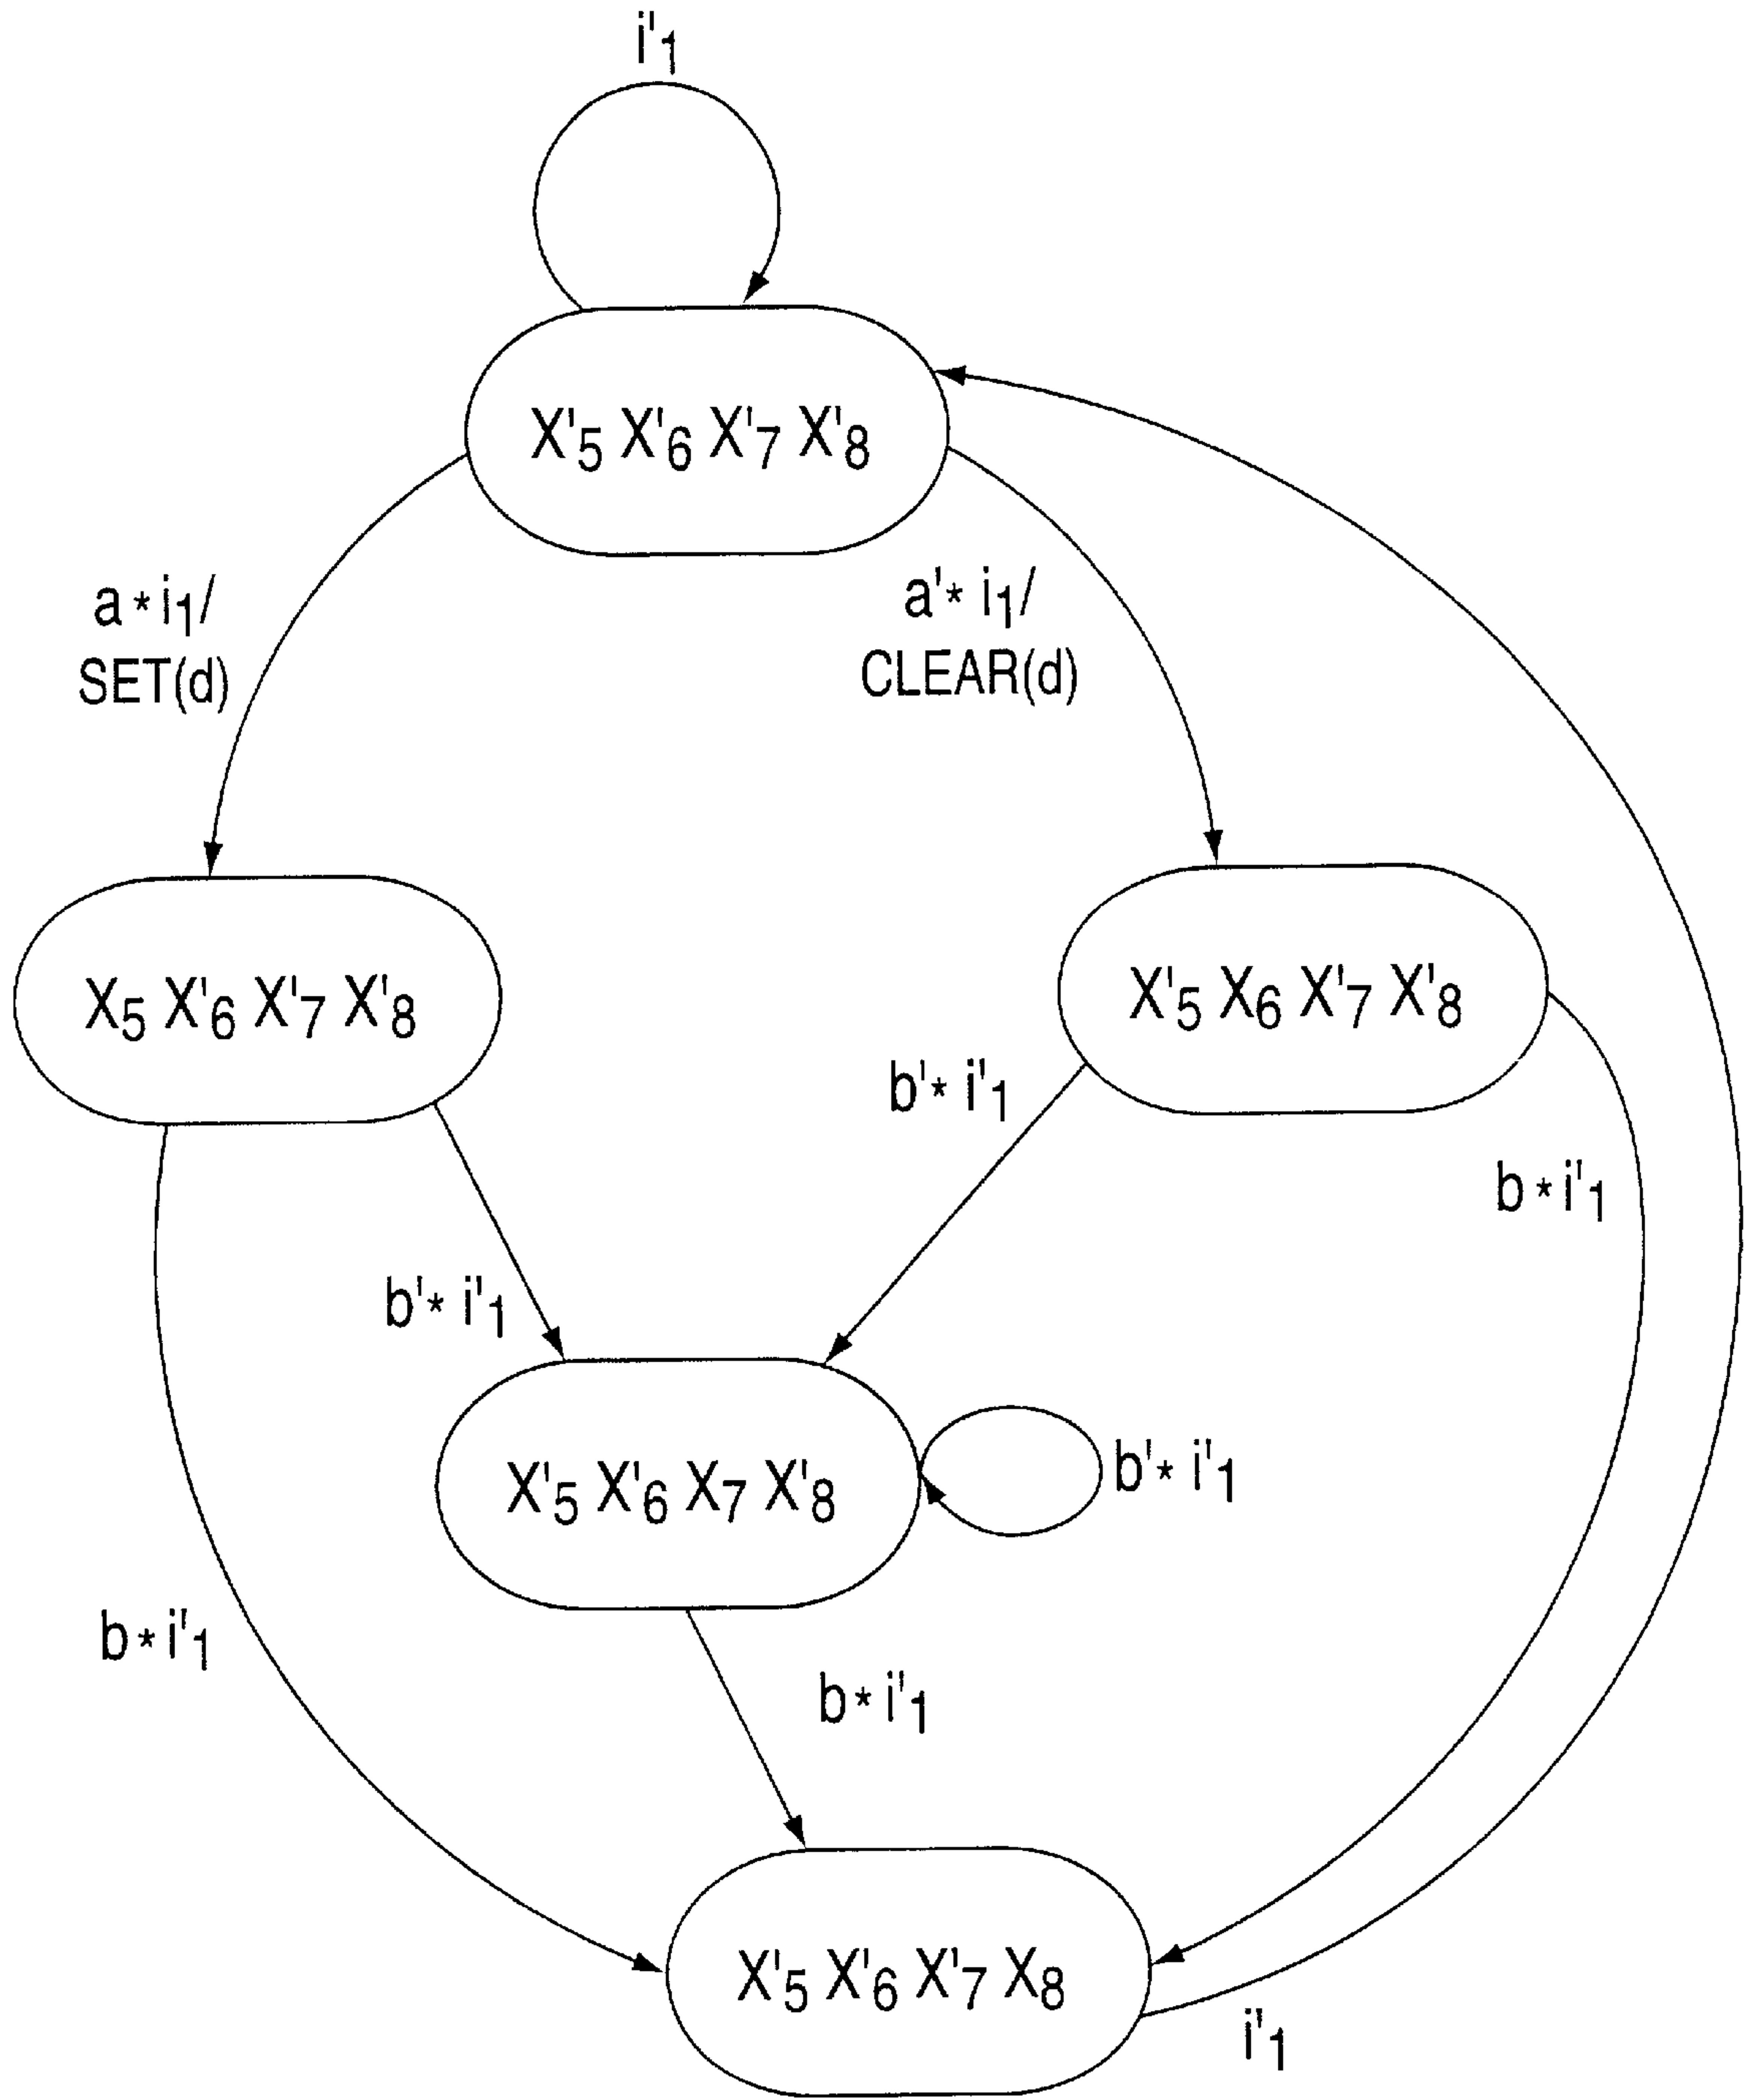 i'₁
X'₅ X'₆ X'₇ X'₈
a * i₁/
SET(d)
a' * i₁/
CLEAR(d)
X₅ X'₆ X'₇ X'₈
X'₅ X₆ X'₇ X'₈
b' * i'₁
b * i'₁
b' * i'₁
X'₅ X'₆ X₇ X'₈
b' * i'₁
b * i'₁
b * i'₁
X'₅ X'₆ X'₇ X₈
i'₁